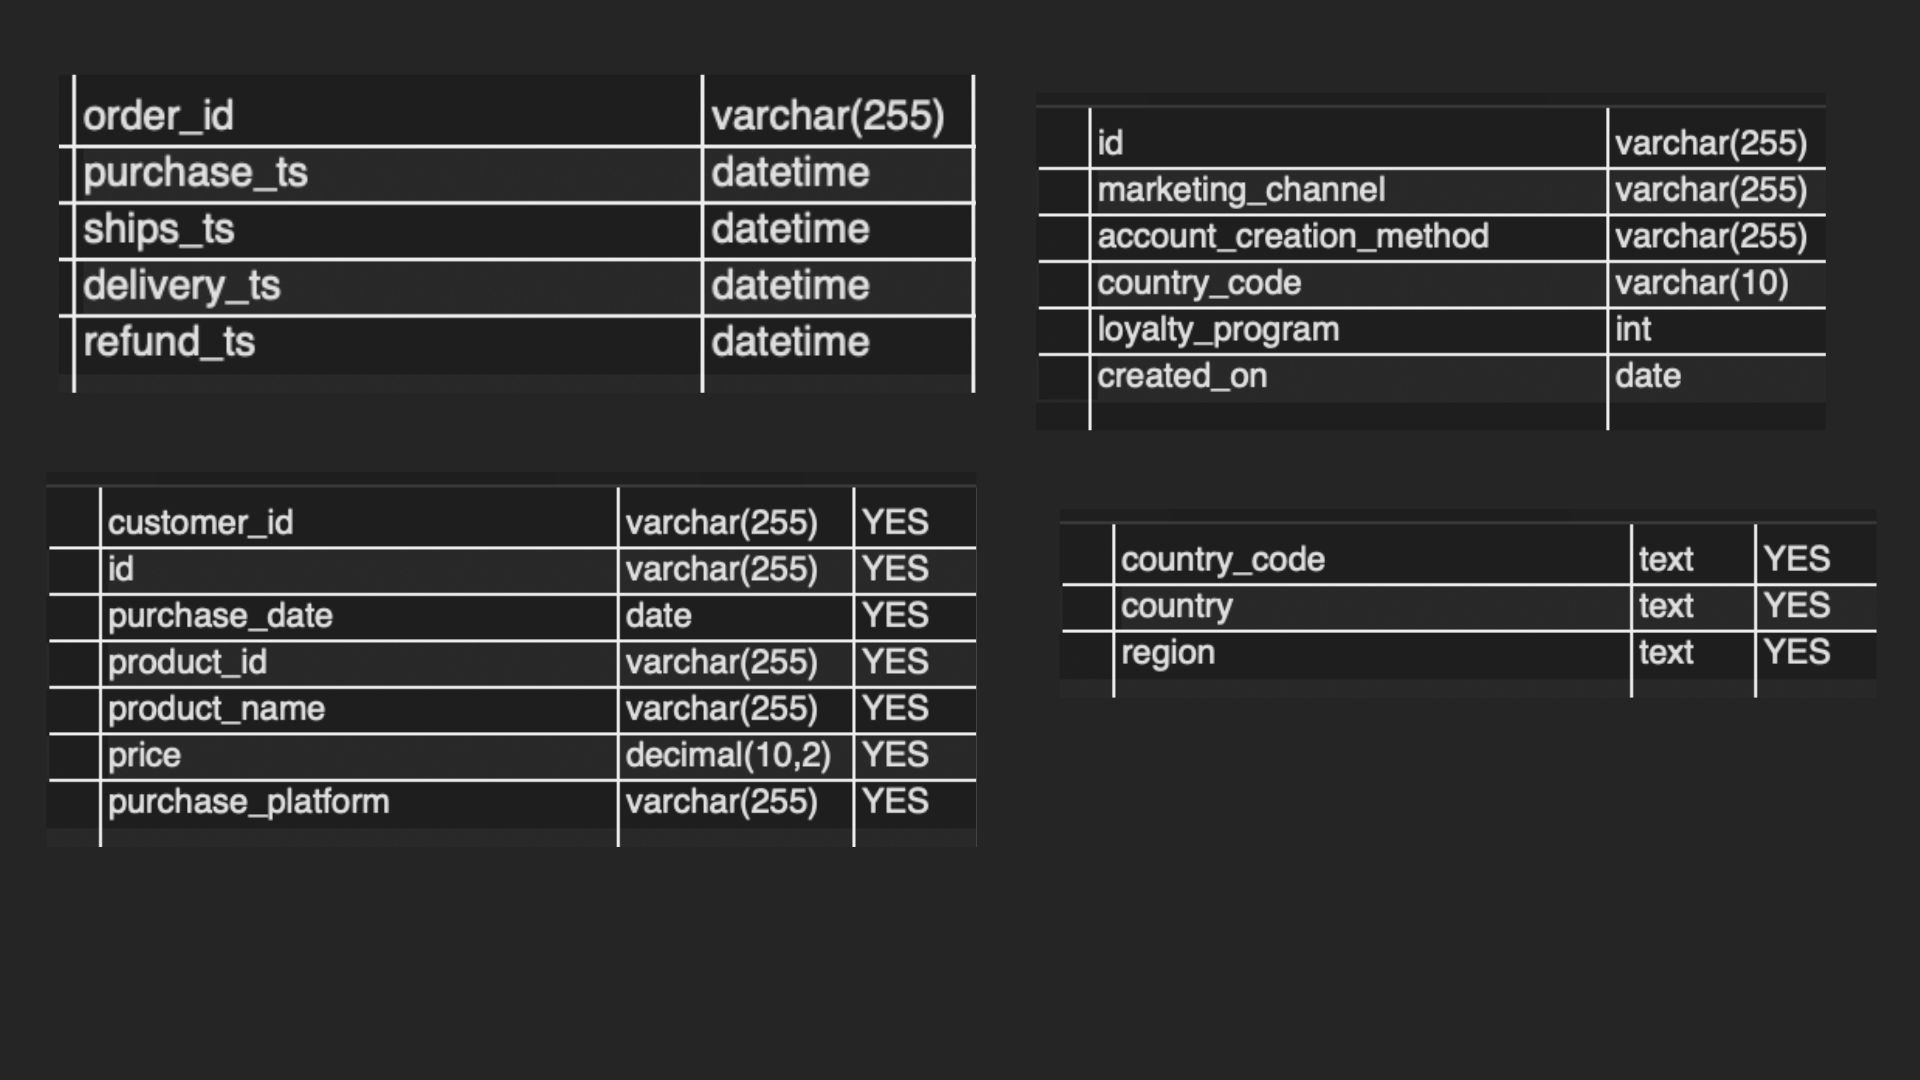 order_id varchar(255)
purchase_ts datetime
ships_ts datetime
delivery_ts datetime
refund_ts datetime
id varchar(255)
marketing_channel varchar(255)
account_creation_method varchar(255)
country_code varchar(10)
loyalty_program int
created_on date
customer_id varchar(255) YES
id varchar(255) YES
purchase_date date YES
product_id varchar(255) YES
product_name varchar(255) YES
price decimal(10,2) YES
purchase_platform varchar(255) YES
country_code text YES
country text YES
region text YES